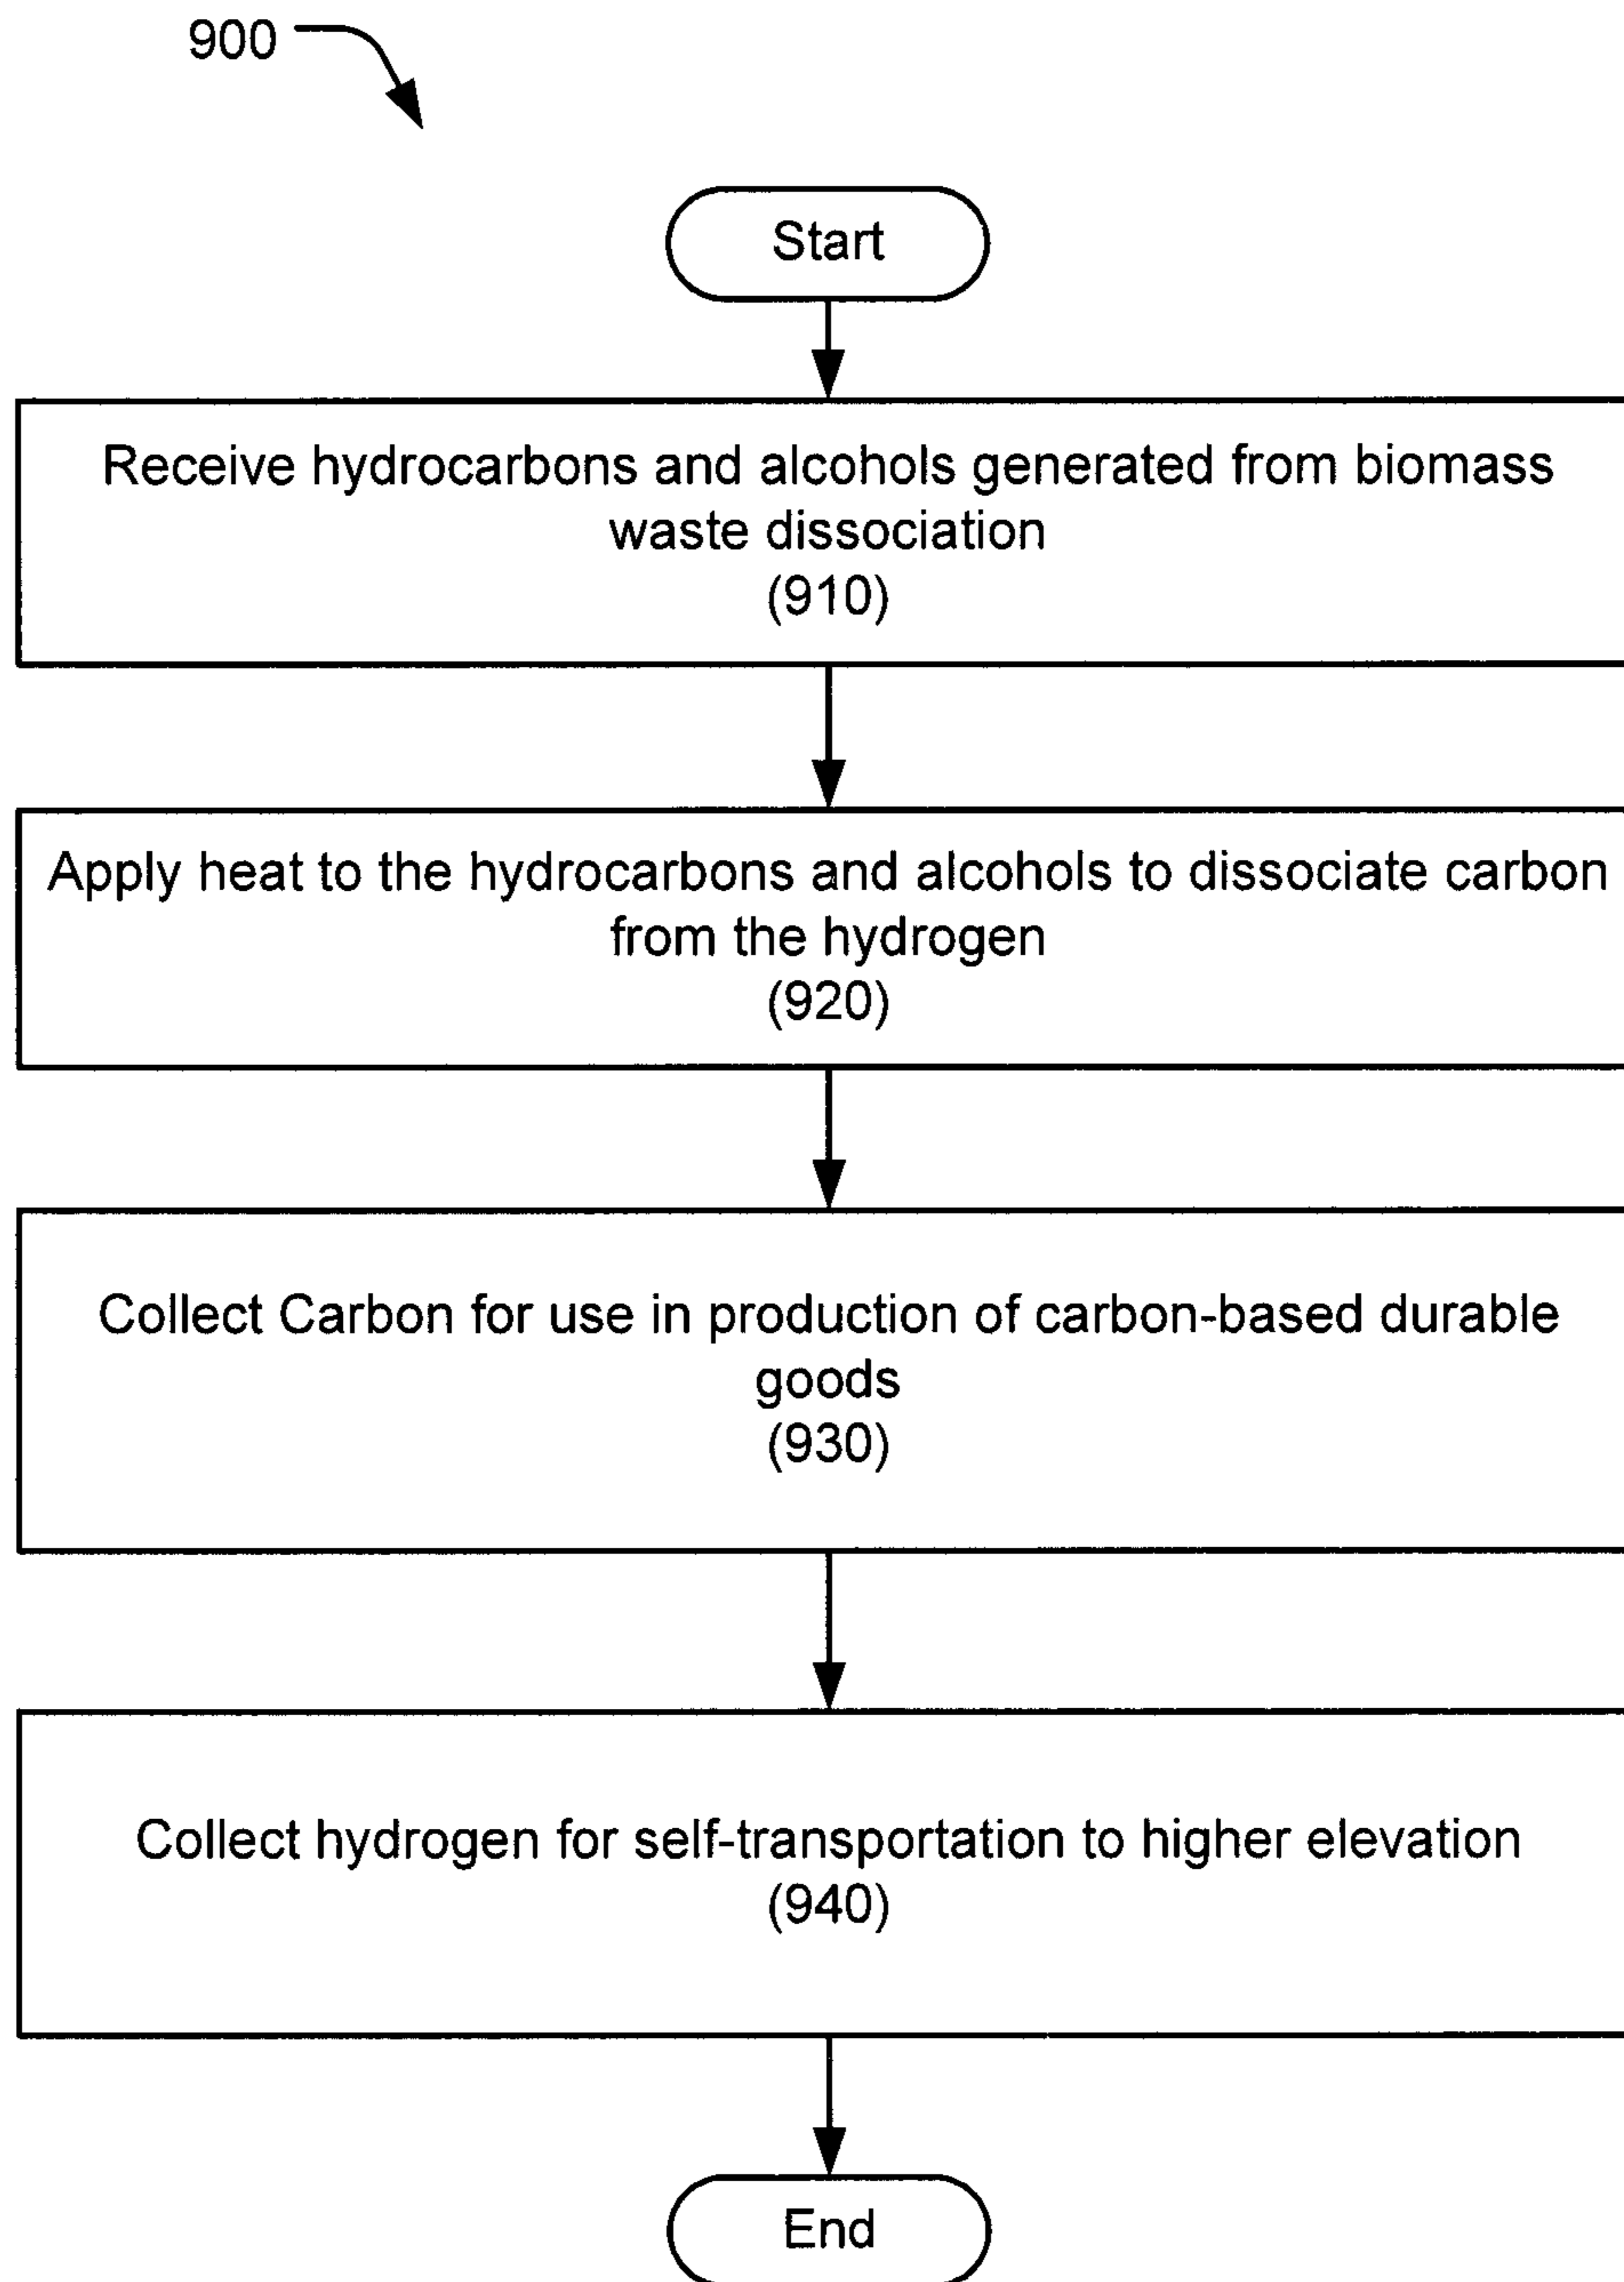 900
Start
Receive hydrocarbons and alcohols generated from biomass
waste dissociation
(910)
Apply heat to the hydrocarbons and alcohols to dissociate carbon
from the hydrogen
(920)
Collect Carbon for use in production of carbon-based durable
goods
(930)
Collect hydrogen for self-transportation to higher elevation
(940)
End